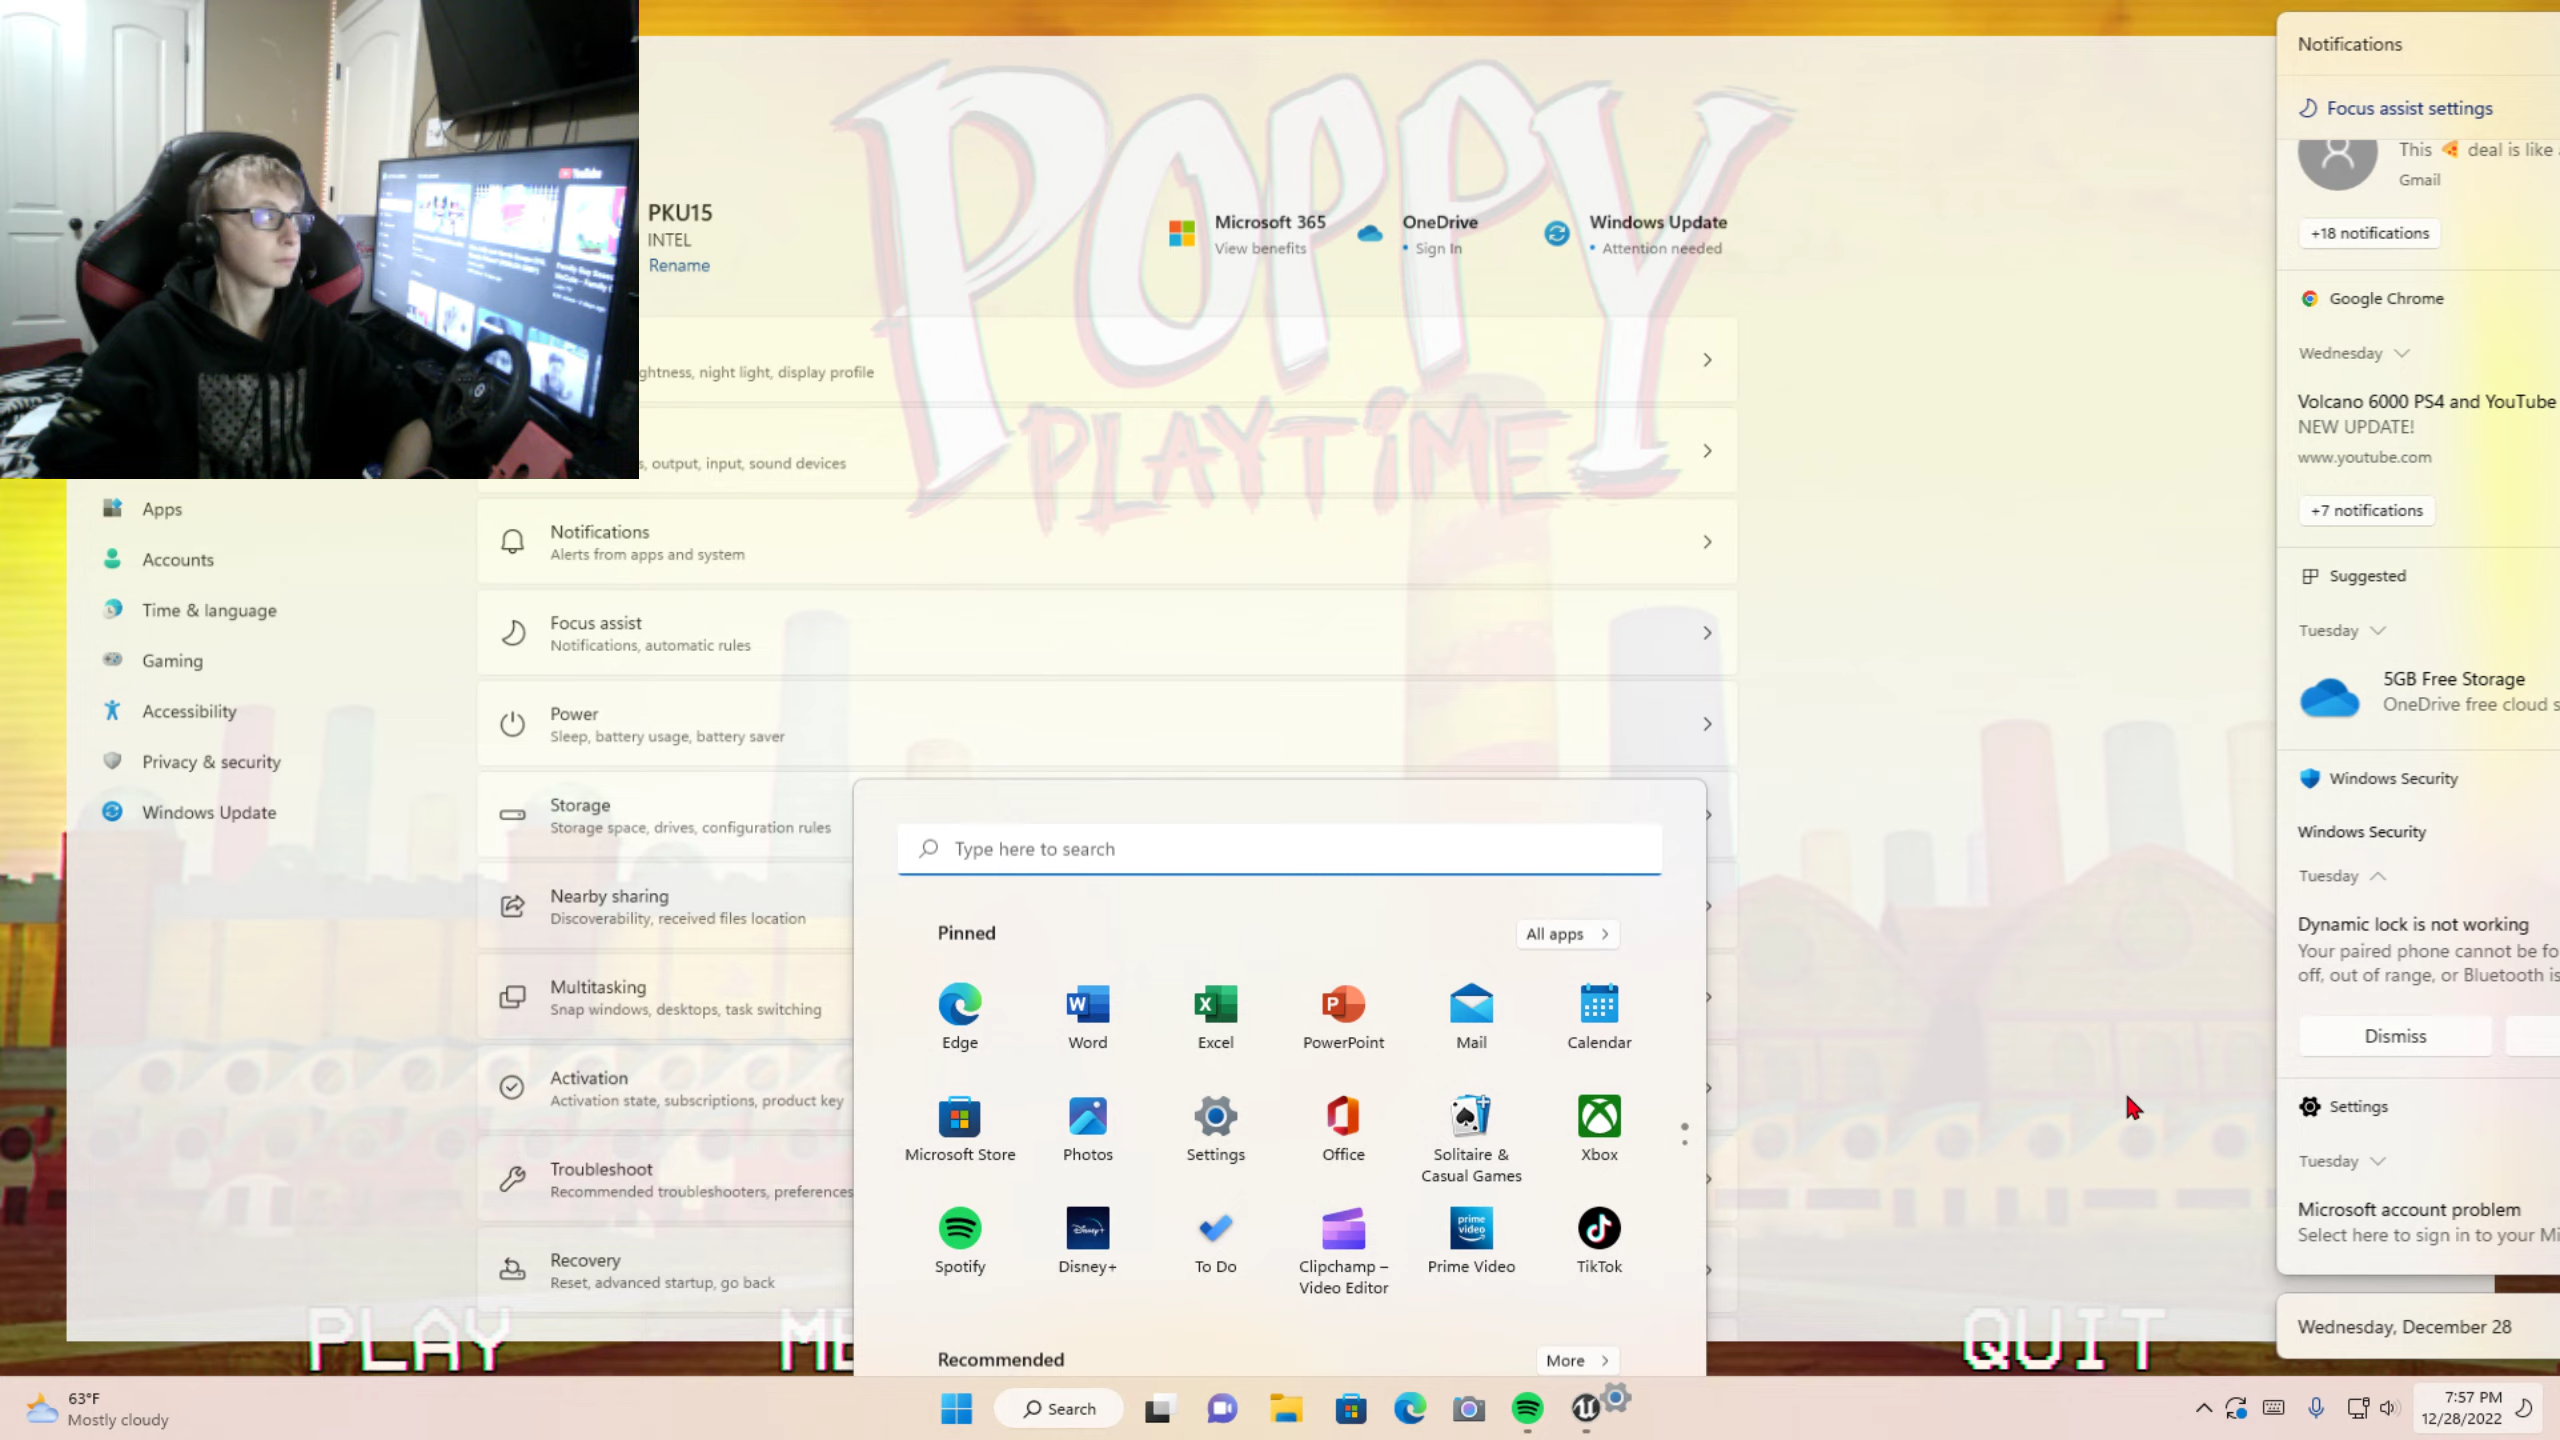 POPPY
PLAYTIME
PKU15
INTEL
Rename
Microsoft 365
View benefits
OneDrive
• Sign In
Windows Update
• Attention needed
ghtness, night light, display profile
s, output, input, sound devices
Apps
Accounts
Time & language
Gaming
Accessibility
Privacy & security
Windows Update
Notifications
Alerts from apps and system
Focus assist
Notifications, automatic rules
Power
Sleep, battery usage, battery saver
Storage
Storage space, drives, configuration rules
Nearby sharing
Discoverability, received files location
Multitasking
Snap windows, desktops, task switching
Activation
Activation state, subscriptions, product key
Troubleshoot
Recommended troubleshooters, preferences
Recovery
Reset, advanced startup, go back
Type here to search
Pinned
All apps
Edge
Word
Excel
PowerPoint
Mail
Calendar
Microsoft Store
Photos
Settings
Office
Solitaire &
Casual Games
Xbox
Spotify
Disney+
To Do
Clipchamp –
Video Editor
prime
video
Prime Video
TikTok
Recommended
More
PLAY
ME
QUIT
Notifications
Focus assist settings
This 🍕 deal is like
Gmail
+18 notifications
Google Chrome
Wednesday
Volcano 6000 PS4 and YouTube
NEW UPDATE!
www.youtube.com
+7 notifications
Suggested
Tuesday
5GB Free Storage
OneDrive free cloud s
Windows Security
Windows Security
Tuesday
Dynamic lock is not working
Your paired phone cannot be fo
off, out of range, or Bluetooth is
Dismiss
Settings
Tuesday
Microsoft account problem
Select here to sign in to your Mi
Wednesday, December 28
63°F
Mostly cloudy
Search
7:57 PM
12/28/2022